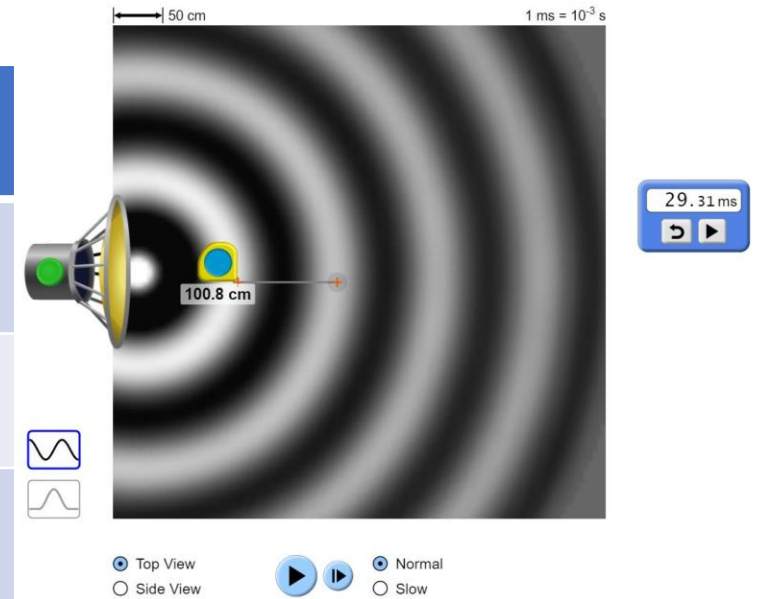 50 cm
1 ms = 10⁻³ s
29.31 ms
100.8 cm
Top View
Normal
Side View
Slow